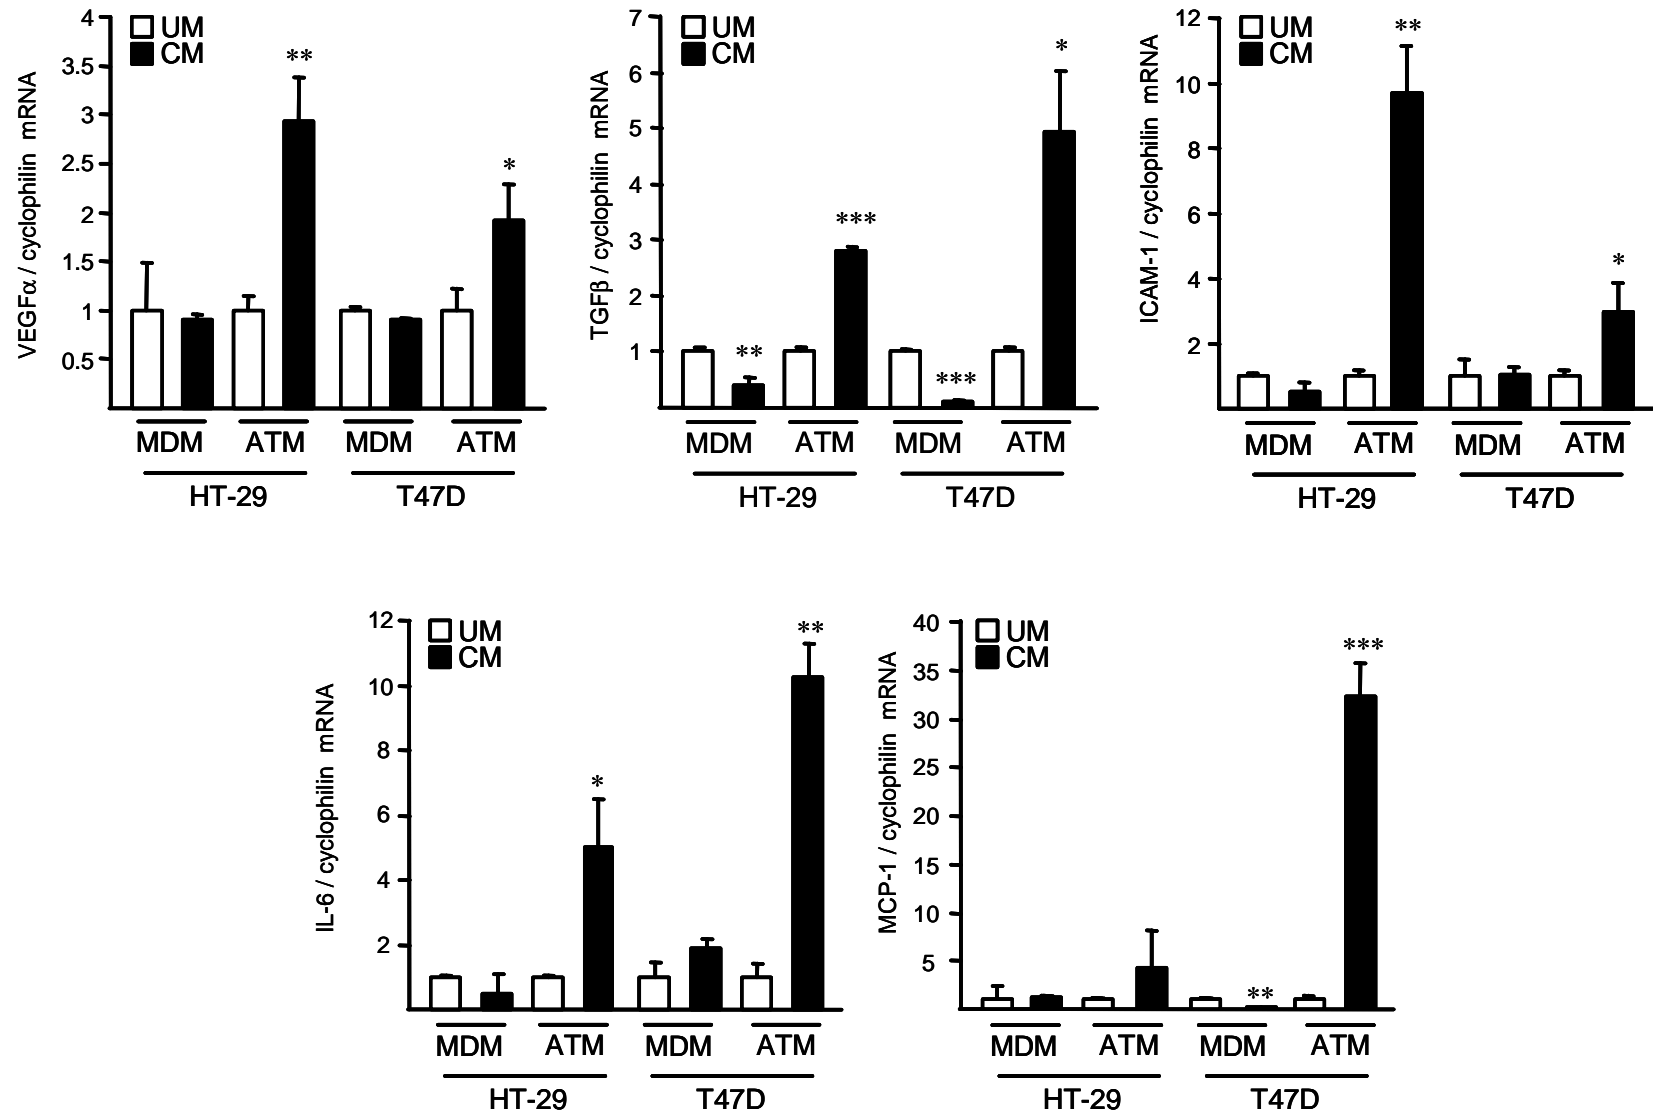 VEGFα / cyclophilin mRNA
4
3.5
3
2.5
2
1.5
1
0.5
UM
CM
**
*
MDM ATM MDM ATM
HT-29 T47D
TGFβ / cyclophilin mRNA
7
6
5
4
3
2
1
UM
CM
**
***
***
*
MDM ATM MDM ATM
HT-29 T47D
ICAM-1 / cyclophilin mRNA
12
10
8
6
4
2
UM
CM
**
*
MDM ATM MDM ATM
HT-29 T47D
IL-6 / cyclophilin mRNA
12
10
8
6
4
2
UM
CM
*
**
MDM ATM MDM ATM
HT-29 T47D
MCP-1 / cyclophilin mRNA
40
35
30
25
20
15
10
5
UM
CM
**
***
MDM ATM MDM ATM
HT-29 T47D